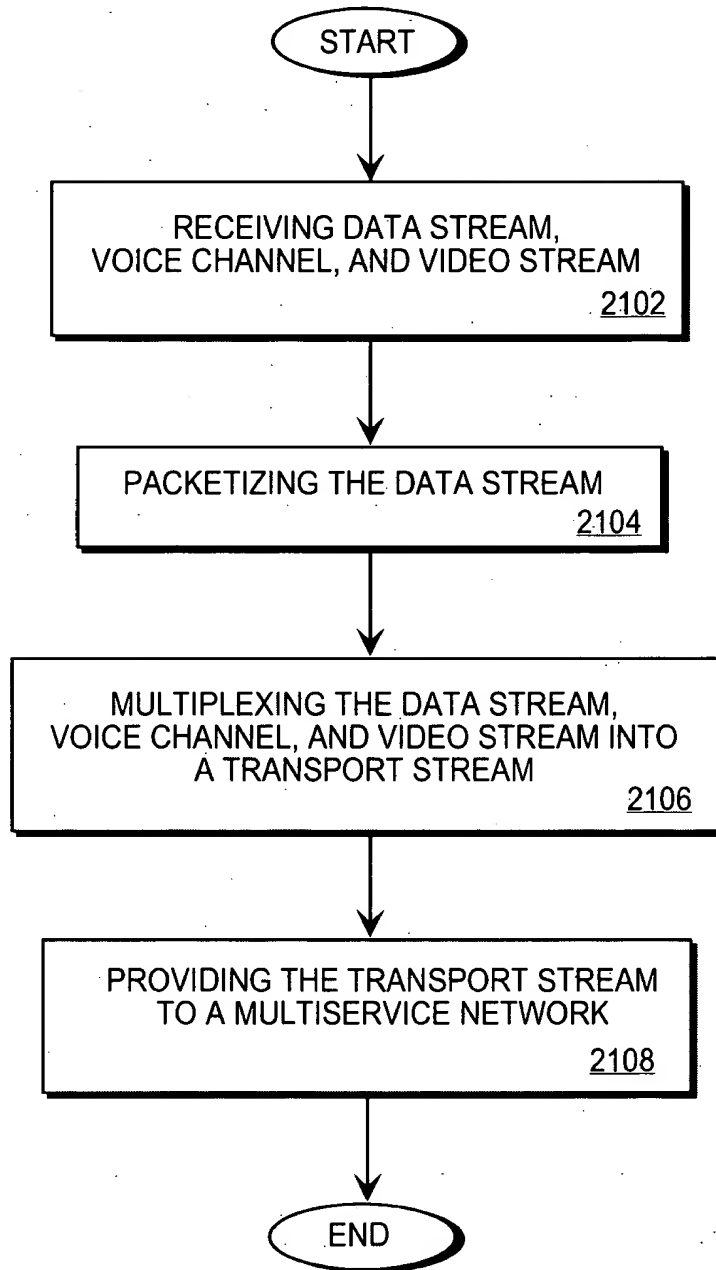 START
RECEIVING DATA STREAM,
VOICE CHANNEL, AND VIDEO STREAM
2102
PACKETIZING THE DATA STREAM
2104
MULTIPLEXING THE DATA STREAM,
VOICE CHANNEL, AND VIDEO STREAM INTO
A TRANSPORT STREAM
2106
PROVIDING THE TRANSPORT STREAM
TO A MULTISERVICE NETWORK
2108
END